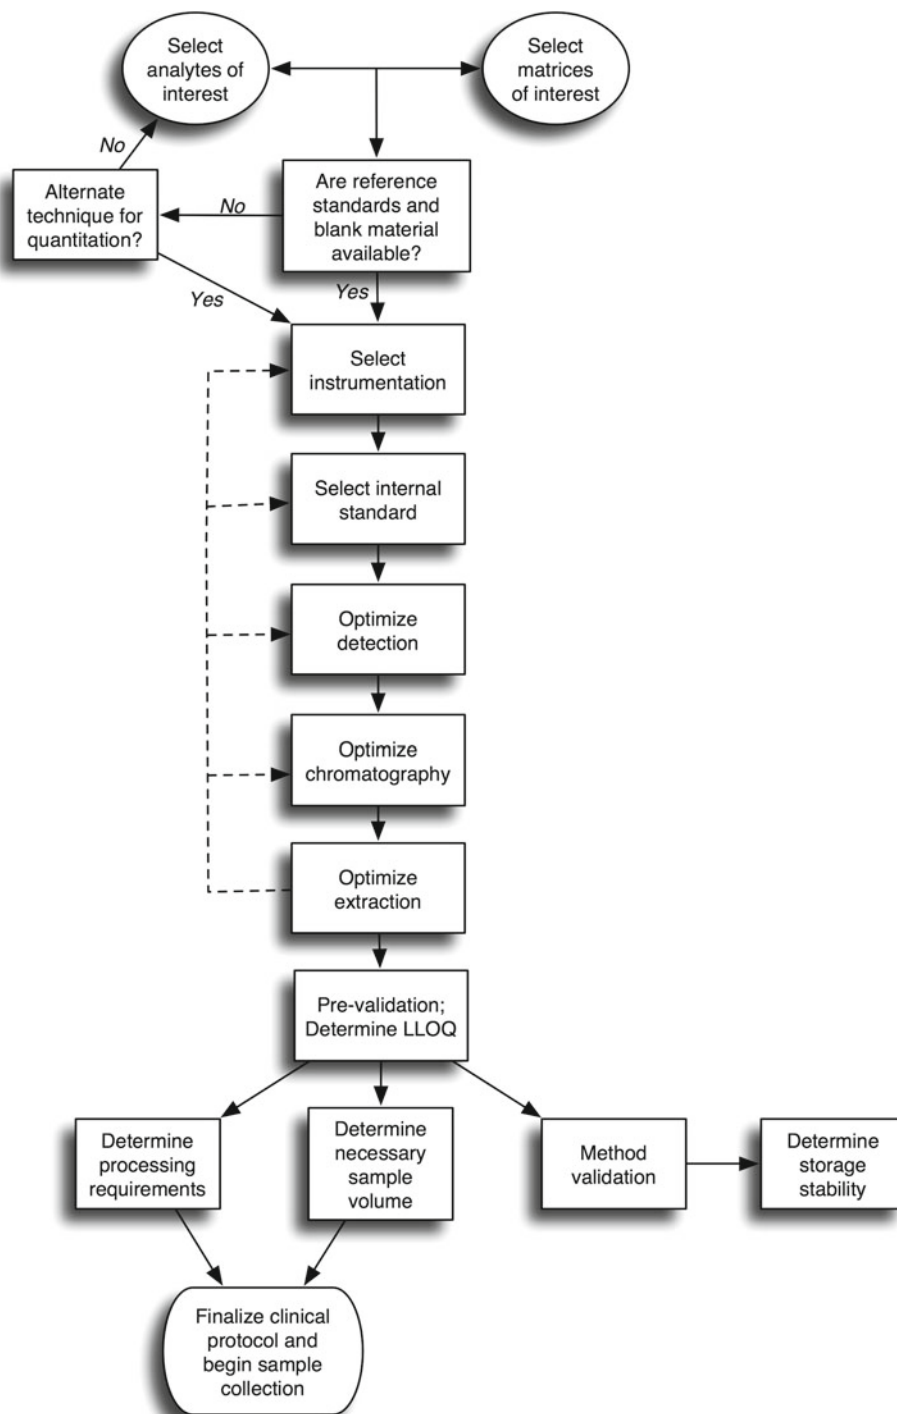 Select
analytes of
interest
Select
matrices
of interest
No
Alternate
technique for
quantitation?
No
Are reference
standards and
blank material
available?
Yes
Yes
Select
instrumentation
Select internal
standard
Optimize
detection
Optimize
chromatography
Optimize
extraction
Pre-validation;
Determine LLOQ
Determine
processing
requirements
Determine
necessary
sample
volume
Method
validation
Determine
storage
stability
Finalize clinical
protocol and
begin sample
collection